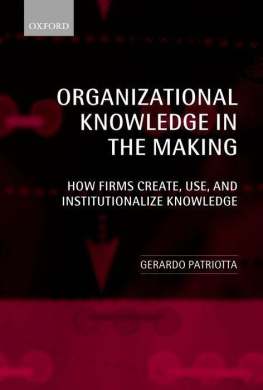 OXFORD
ORGANIZATIONAL
KNOWLEDGE IN
THE MAKING
HOW FIRMS CREATE, USE, AND
INSTITUTIONALIZE KNOWLEDGE
GERARDO PATRIOTTA